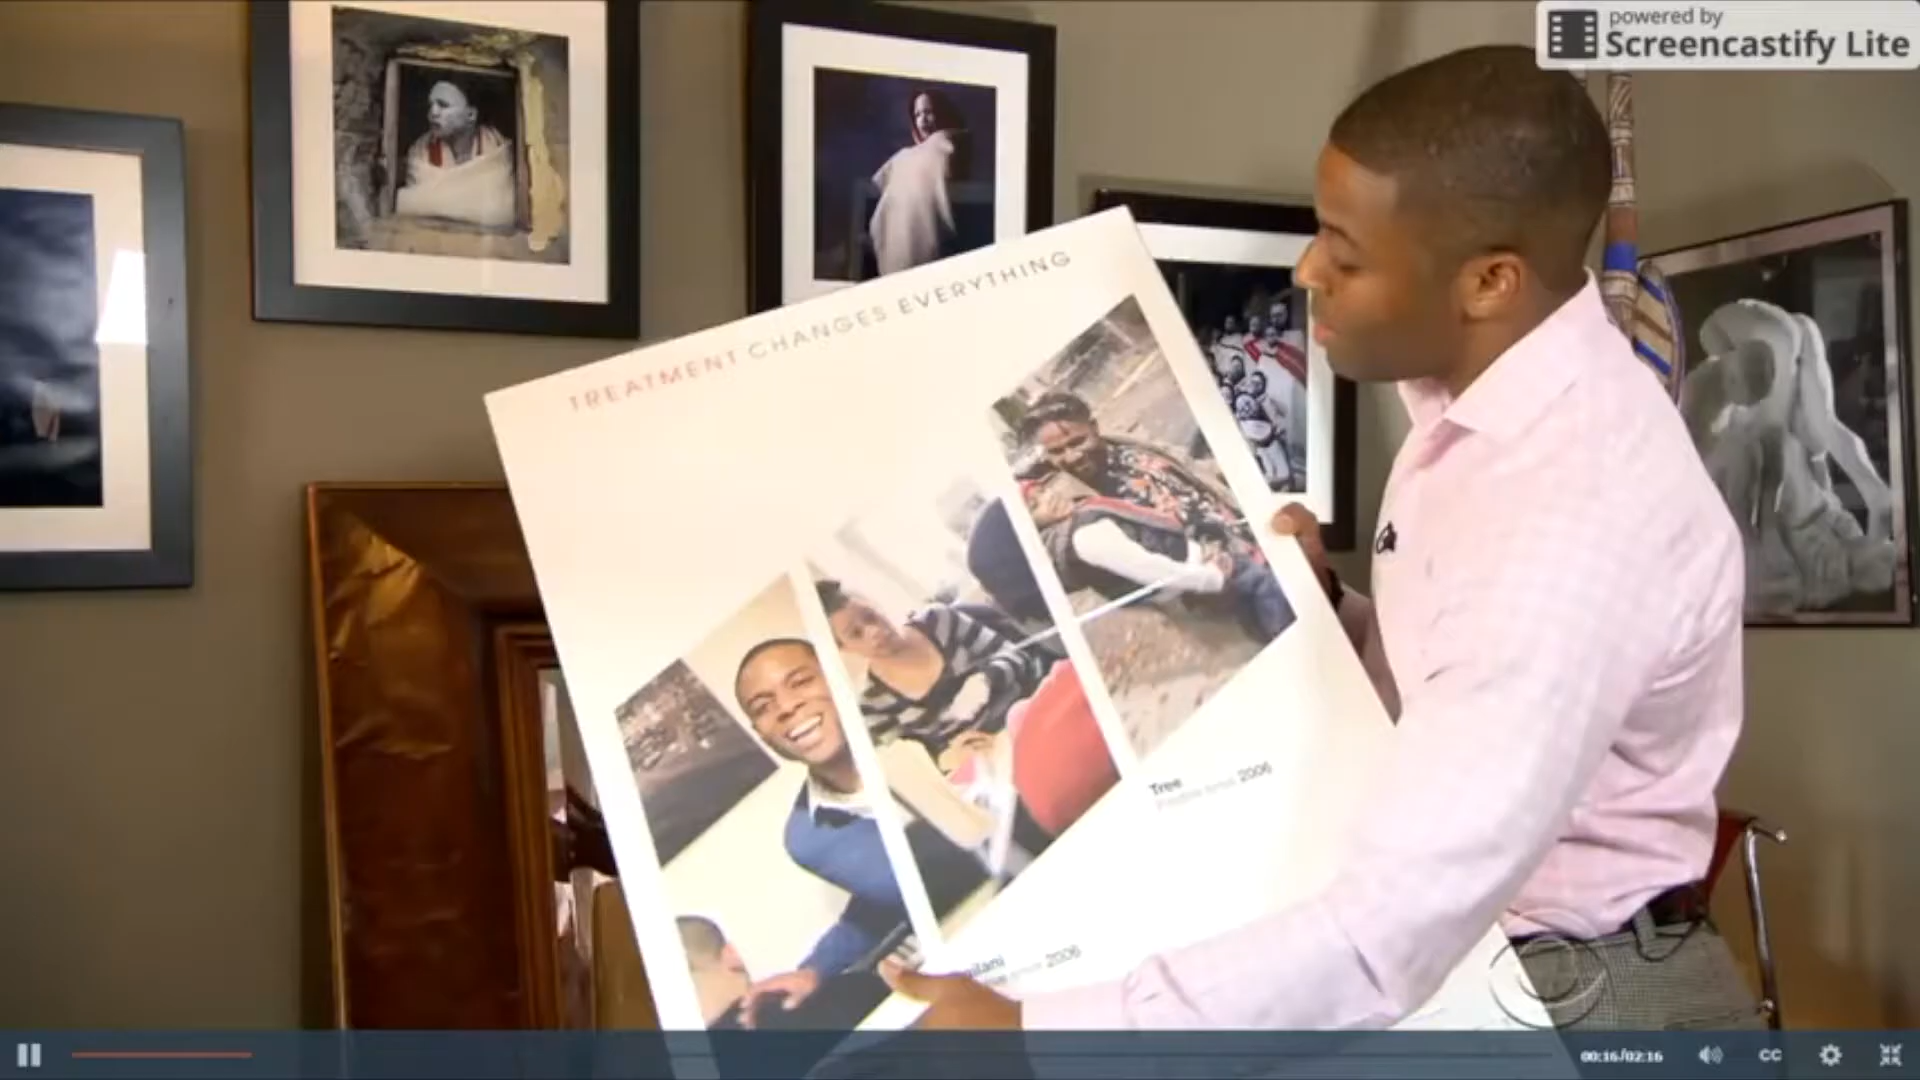 powered by
Screencastify Lite
TREATMENT CHANGES EVERYTHING
Tree
2006
2006
00:16/02:16
CC